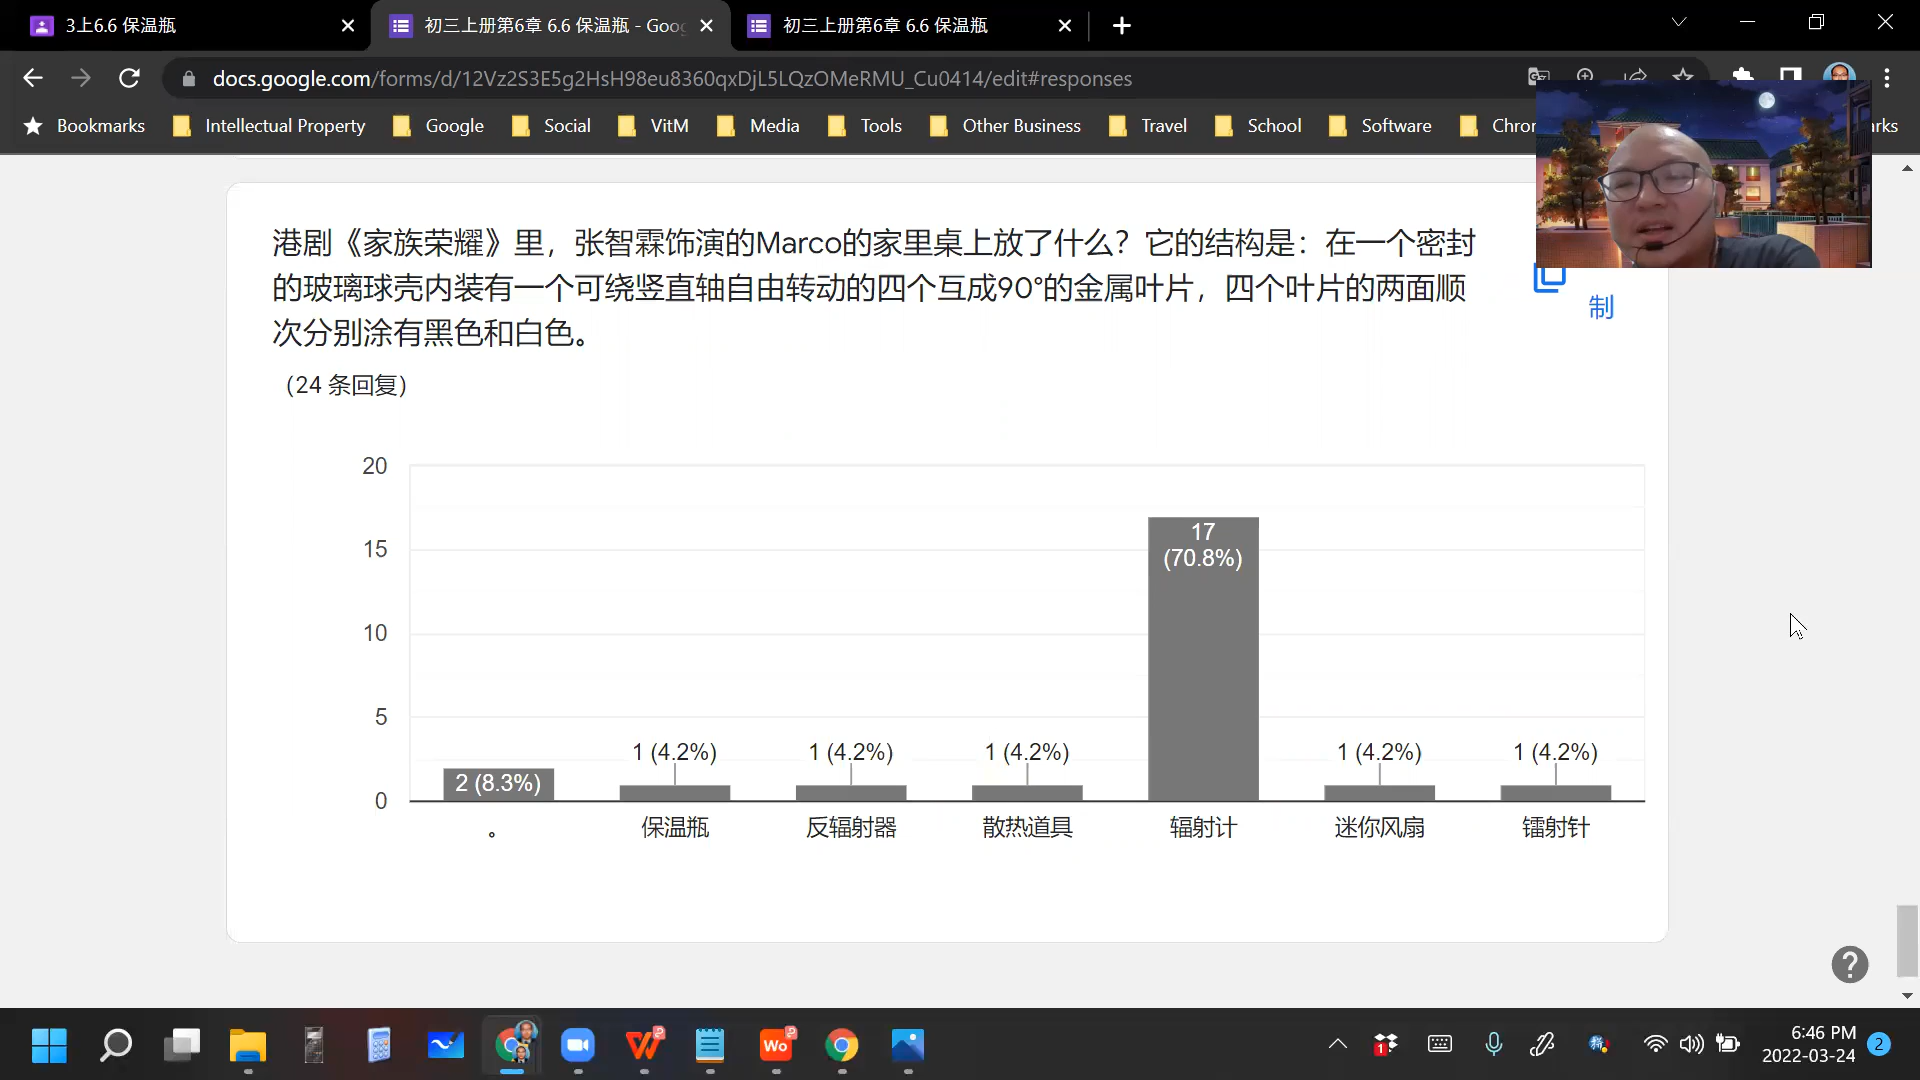 3上6.6 保温瓶
初三上册第6章 6.6 保温瓶 - Goo
初三上册第6章 6.6 保温瓶
docs.google.com/forms/d/12Vz2S3E5g2HsH98eu8360qxDjL5LQzOMeRMU_Cu0414/edit#responses
Bookmarks Intellectual Property Google Social VitM Media Tools Other Business Travel School Software Chro rks
港剧《家族荣耀》里，张智霖饰演的Marco的家里桌上放了什么？它的结构是：在一个密封
的玻璃球壳内装有一个可绕竖直轴自由转动的四个互成90°的金属叶片，四个叶片的两面顺
次分别涂有黑色和白色。
制
（24 条回复）
20
15
10
5
0
17
(70.8%)
2 (8.3%)
1 (4.2%)
1 (4.2%)
1 (4.2%)
1 (4.2%)
1 (4.2%)
。
保温瓶
反辐射器
散热道具
辐射计
迷你风扇
镭射针
?
Wo
1
6:46 PM
2022-03-24
2